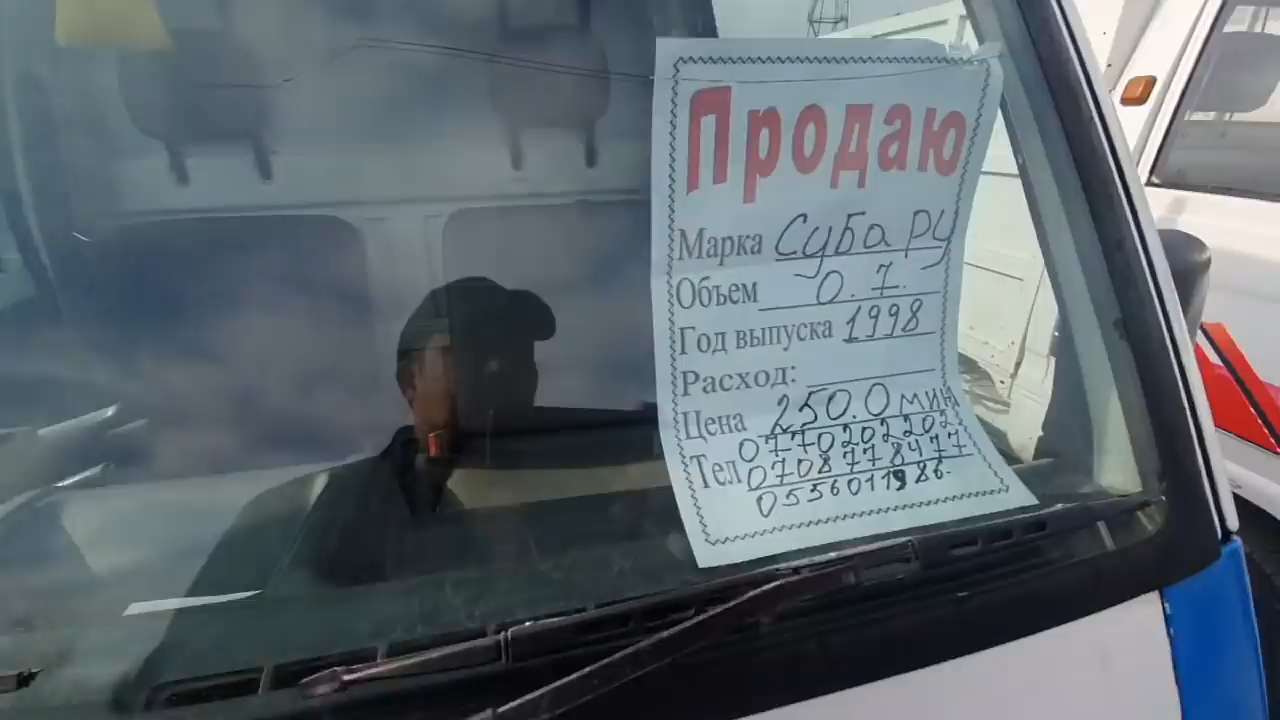 Продаю
Марка Субару
Объем 0.7.
Год выпуска 1998
Расход:
Цена 250.0 мин
0770202202
Тел 0708778477
0556011986.